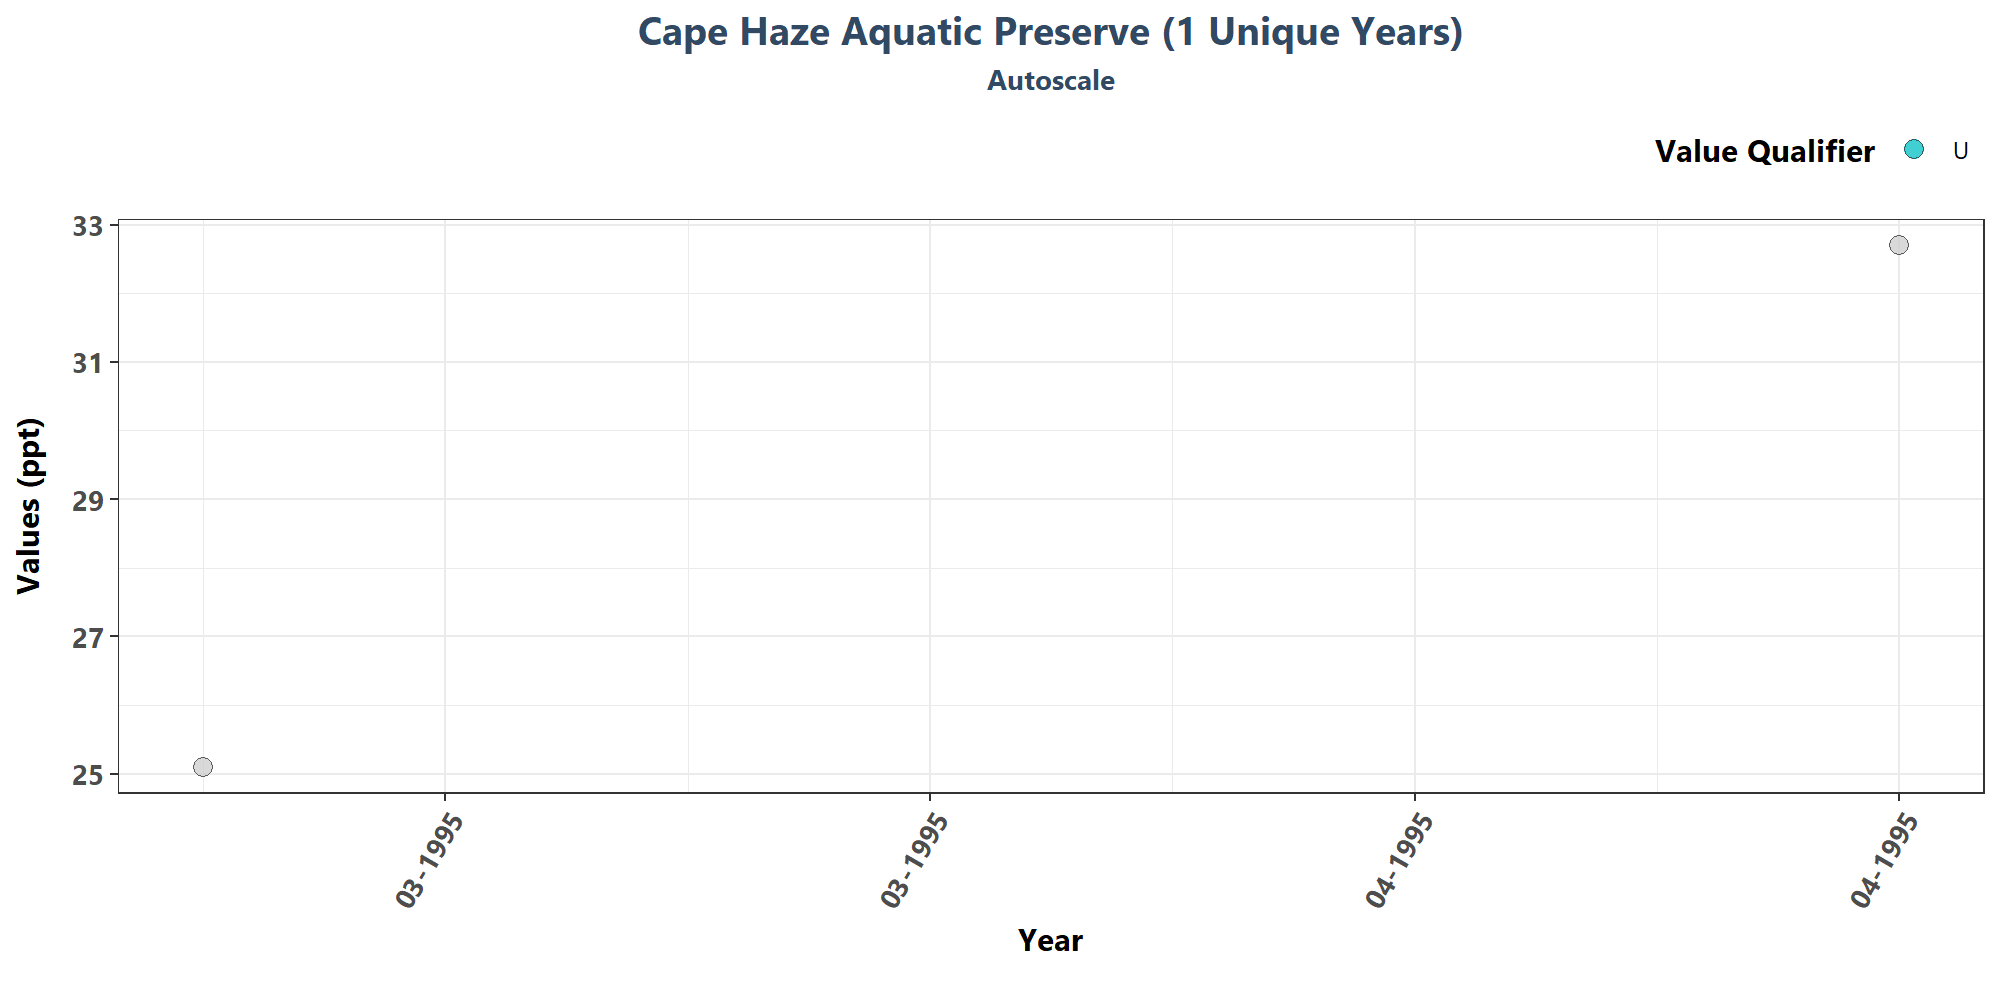 Cape Haze Aquatic Preserve (1 Unique Years)
Autoscale
Value Qualifier U
33
31
29
27
25
Values (ppt)
03-1995
03-1995
04-1995
04-1995
Year